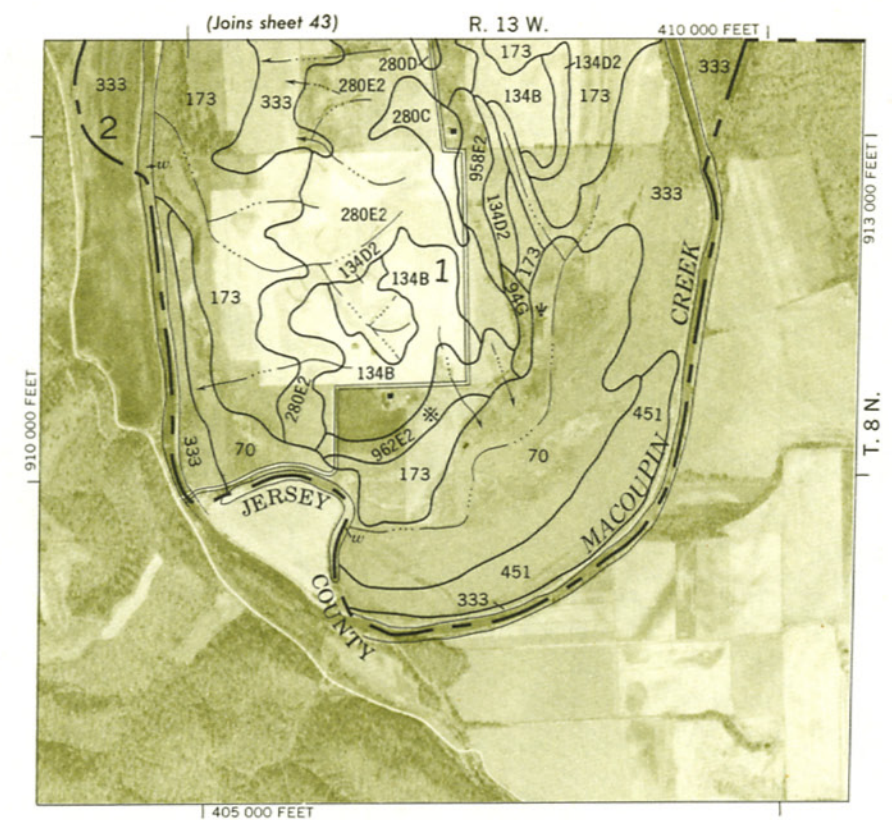 (Joins sheet 43)
R. 13 W.
410 000 FEET
333
173
333
280D
280E2
280C
173
134D2
134B
173
333
2
w
958E2
333
913 000 FEET
280E2
134D2
134D2
134B
1
173
173
94G
CREEK
134B
280E2
451
T. 8 N.
910 000 FEET
333
70
962E2
173
70
MACOUPIN
JERSEY
w
451
333
COUNTY
405 000 FEET